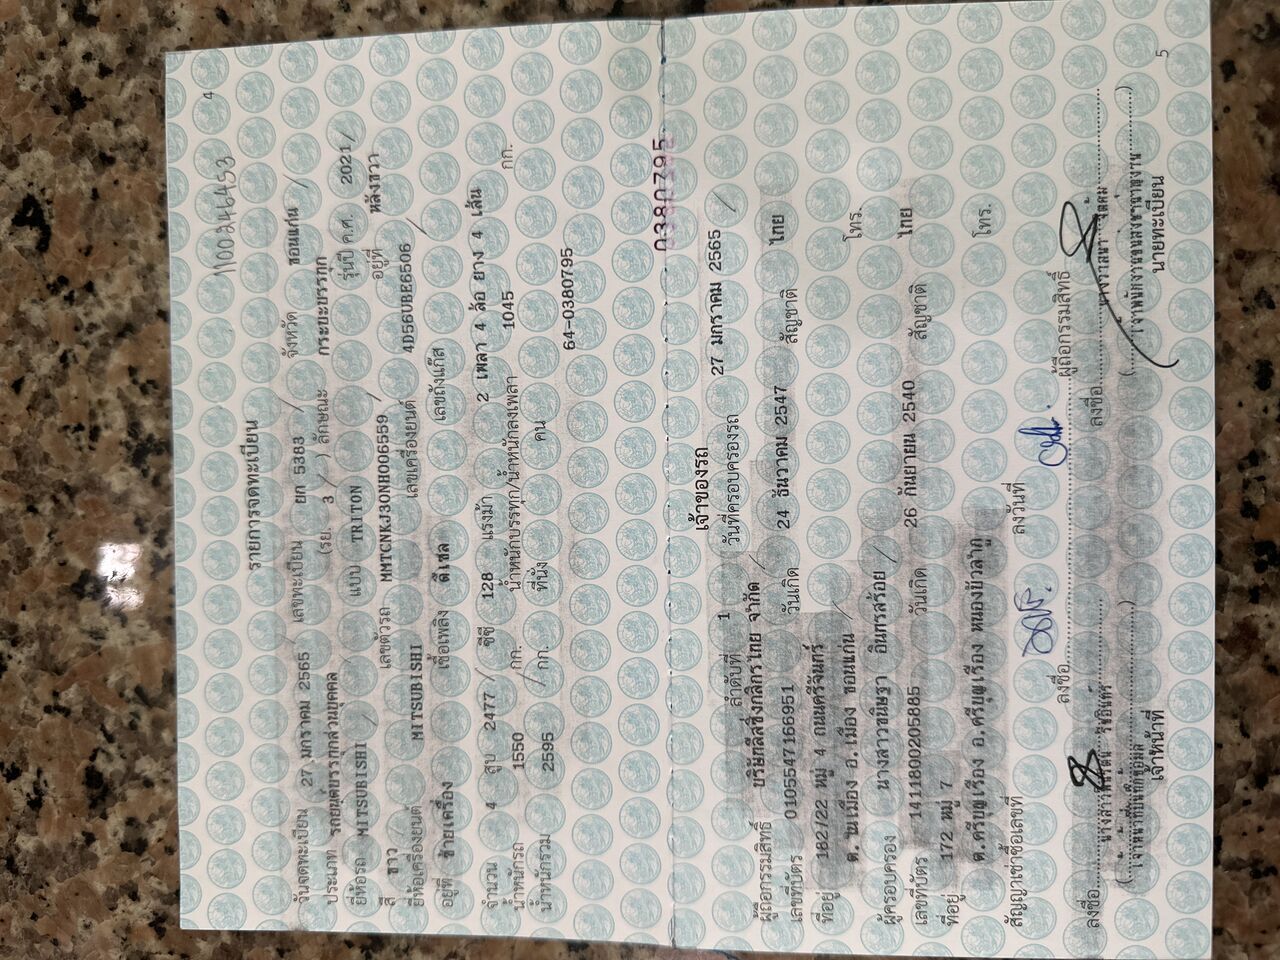 4
1100246453
รายการจดทะเบียน
วันจดทะเบียน 27 มกราคม 2565 / เลขทะเบียน ยก 5383 / จังหวัด ขอนแก่น /
ประเภท รถยนต์บรรทุกส่วนบุคคล (รย. 3 / ) ลักษณะ กระบะบรรทุก
ยี่ห้อรถ MITSUBISHI / แบบ TRITON รุ่นปี ค.ศ. 2021 /
สี ขาว / เลขตัวรถ MMTCNKJ30NH006559 / อยู่ที่ หลังขวา
ยี่ห้อเครื่องยนต์ MITSUBISHI เลขเครื่องยนต์ 4D56UBE6506 /
อยู่ที่ ซ้ายเครื่อง เชื้อเพลิง ดีเซล เลขถังแก๊ส
จำนวน 4 สูบ 2477 / ซีซี 128 แรงม้า 2 เพลา 4 ล้อ ยาง 4 เส้น
น้ำหนักรถ 1550 / กก. น้ำหนักบรรทุก/น้ำหนักลงเพลา 1045 กก.
น้ำหนักรวม 2595 / กก. ที่นั่ง คน
64-0380795
0380795
เจ้าของรถ
ลำดับที่ 1 วันที่ครอบครองรถ 27 มกราคม 2565 /
ผู้ถือกรรมสิทธิ์ บริษัทลีสซิ่งกสิกรไทย จำกัด /
เลขที่บัตร 0105547166951 วันเกิด 24 ธันวาคม 2547 สัญชาติ ไทย
ที่อยู่ 182/22 หมู่ 4 ถนนศรีจันทร์
ต.ในเมือง อ.เมือง ขอนแก่น / โทร.
ผู้ครอบครอง นางสาวขนิษฐา อินทรสร้อย /
เลขที่บัตร 1411800205885 วันเกิด 26 กันยายน 2540 สัญชาติ ไทย
ที่อยู่ 172 หมู่ 7
ต.ศรีบุญเรือง อ.ศรีบุญเรือง หนองบัวลำภู โทร.
สัญญาเช่าซื้อเลขที่ ลงวันที่
ลงชื่อ ผู้ถือกรรมสิทธิ์
ลงชื่อ ลงชื่อ
เจ้าหน้าที่ นายทะเบียน
5